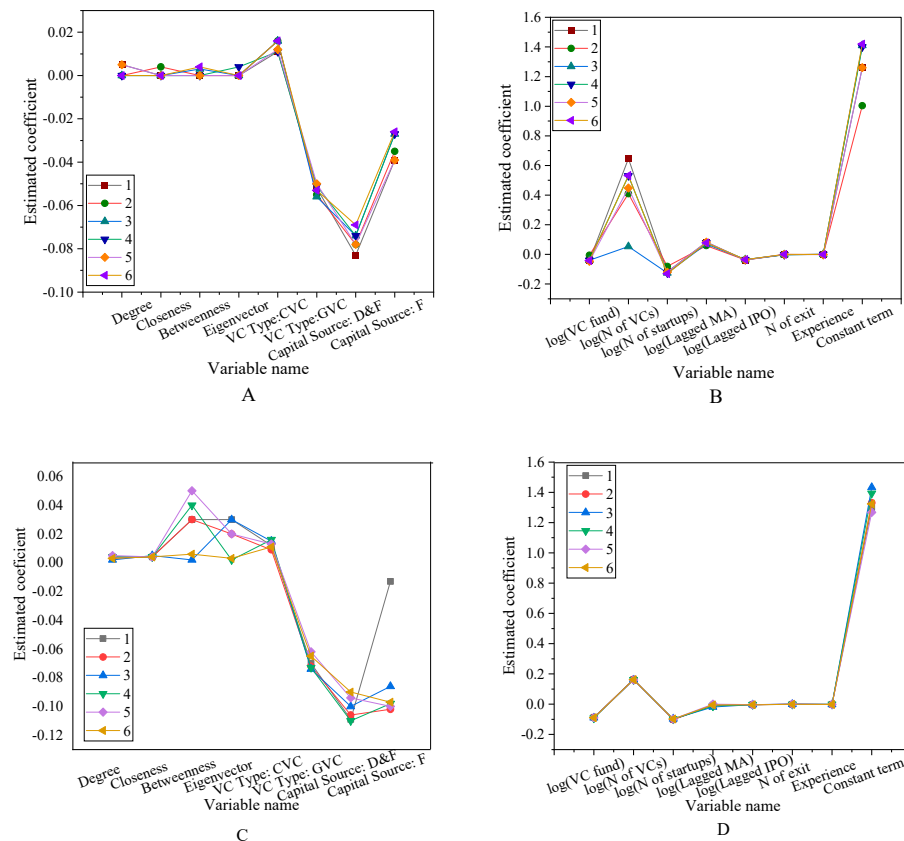 0.02
0.00
-0.02
-0.04
-0.06
-0.08
-0.10
Estimated coefficient
1
2
3
4
5
6
Degree
Closeness
Betweenness
Eigenvector
VC Type:CVC
VC Type:GVC
Capital Source: D&F
Capital Source: F
Variable name
A
1.6
1.4
1.2
1.0
0.8
0.6
0.4
0.2
0.0
-0.2
Estimated coefficient
1
2
3
4
5
6
log(VC fund)
log(N of VCs)
log(N of startups)
log(Lagged MA)
log(Lagged IPO)
N of exit
Experience
Constant term
Variable name
B
0.06
0.04
0.02
0.00
-0.02
-0.04
-0.06
-0.08
-0.10
-0.12
Estimated coeficient
1
2
3
4
5
6
Degree
Closeness
Betweenness
Eigenvector
VC Type: CVC
VC Type: GVC
Capital Source: D&F
Capital Source: F
Variable name
C
1.6
1.4
1.2
1.0
0.8
0.6
0.4
0.2
0.0
-0.2
Estimated coefficient
1
2
3
4
5
6
log(VC fund)
log(N of VCs)
log(N of startups)
log(Lagged MA)
log(Lagged IPO)
N of exit
Experience
Constant term
Variable name
D